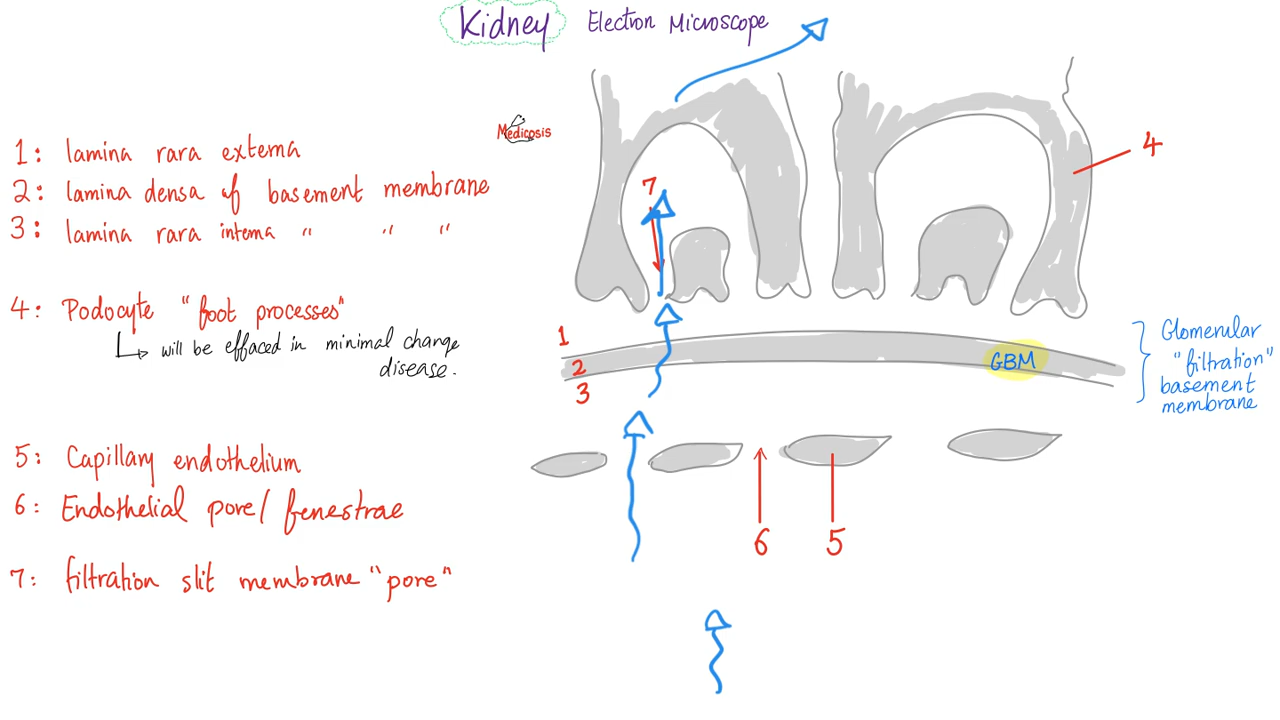 Kidney Electron Microscope
Medicosis
1: lamina rara externa
2: lamina densa of basement membrane
3: lamina rara interna " " "
4: Podocyte "foot processes"
↳ will be effaced in minimal change
disease.
5: Capillary endothelium
6: Endothelial pore/ fenestrae
7: filtration slit membrane "pore"
4
7
1
2
3
GBM
Glomerular
"filtration"
basement
membrane
6
5